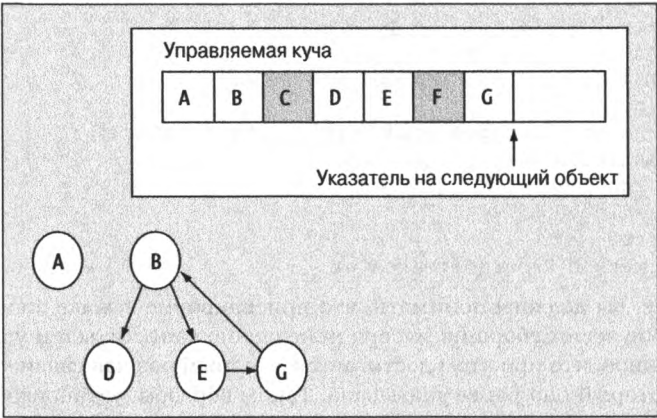 Управляемая куча
A B C D E F G
Указатель на следующий объект
A B
D E G